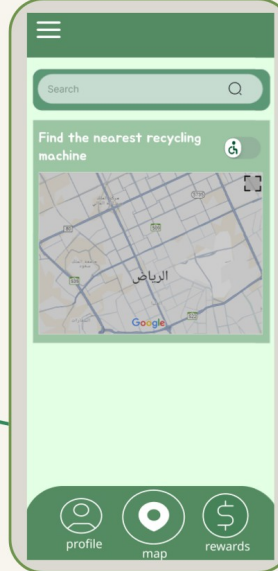 Search
Find the nearest recycling
machine
الرياض
Google
profile
map
rewards